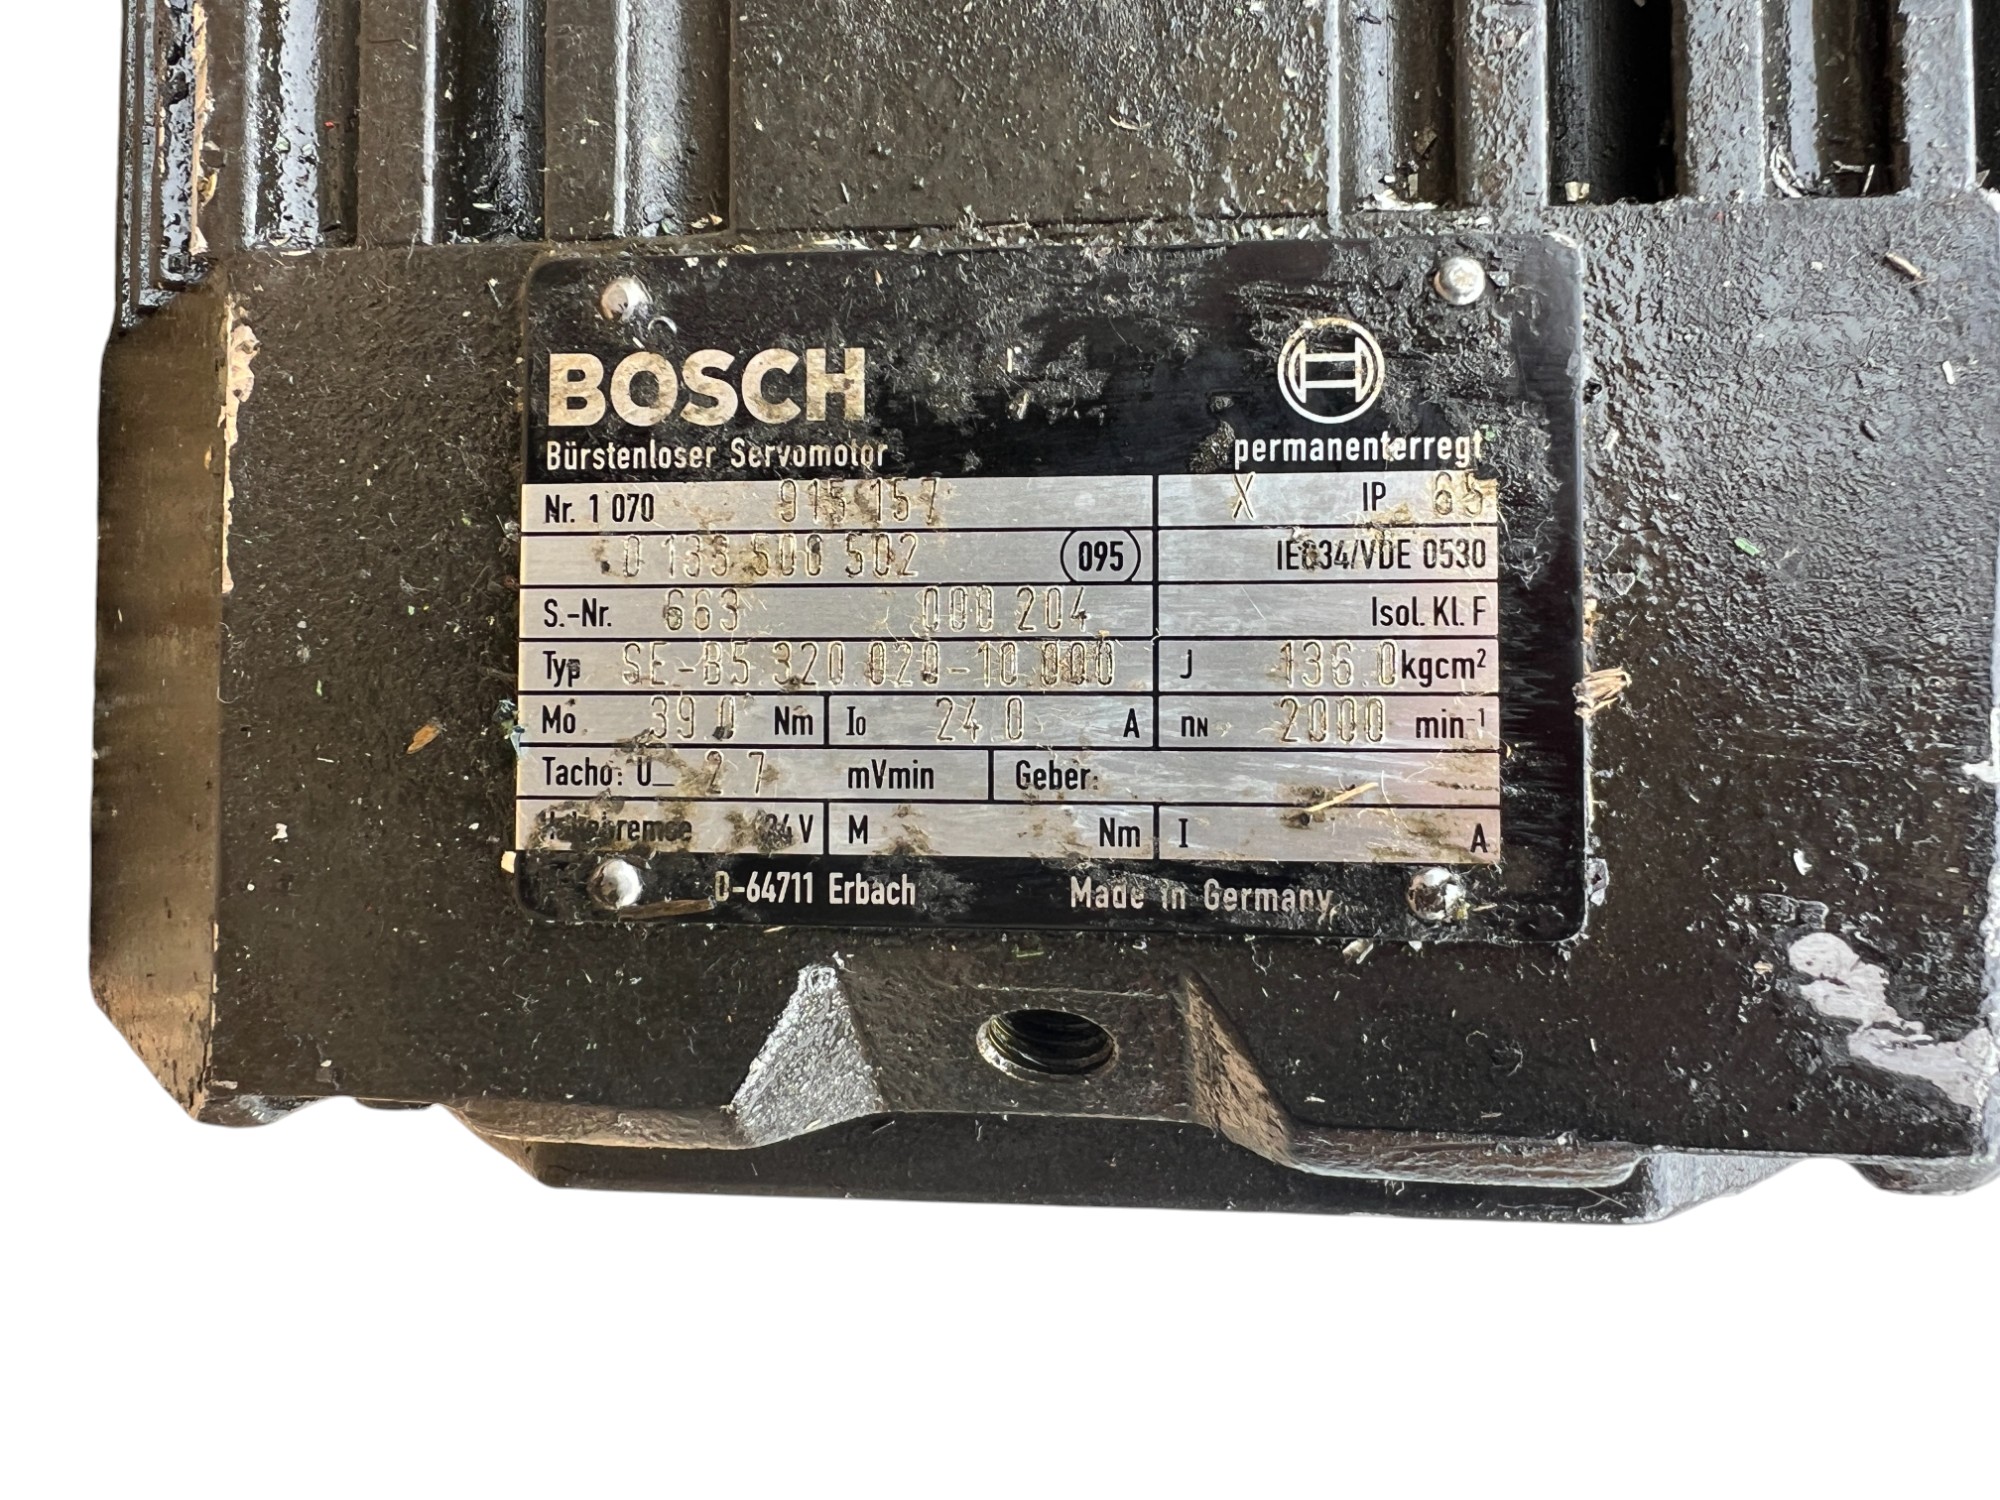 BOSCH
Bürstenloser Servomotor permanenterregt
Nr. 1 070 915 157 X IP 65
0 133 500 502 095 IEC34/VDE 0530
S.-Nr. 663 000 204 Isol. Kl. F
Typ SE-B5.320.020-10.000 J 136.0 kgcm²
Mo 39.0 Nm I0 24.0 A nN 2000 min-1
Tacho: U 2.7 mVmin Geber:
Haltebremse 24 V M Nm I A
D-64711 Erbach Made in Germany